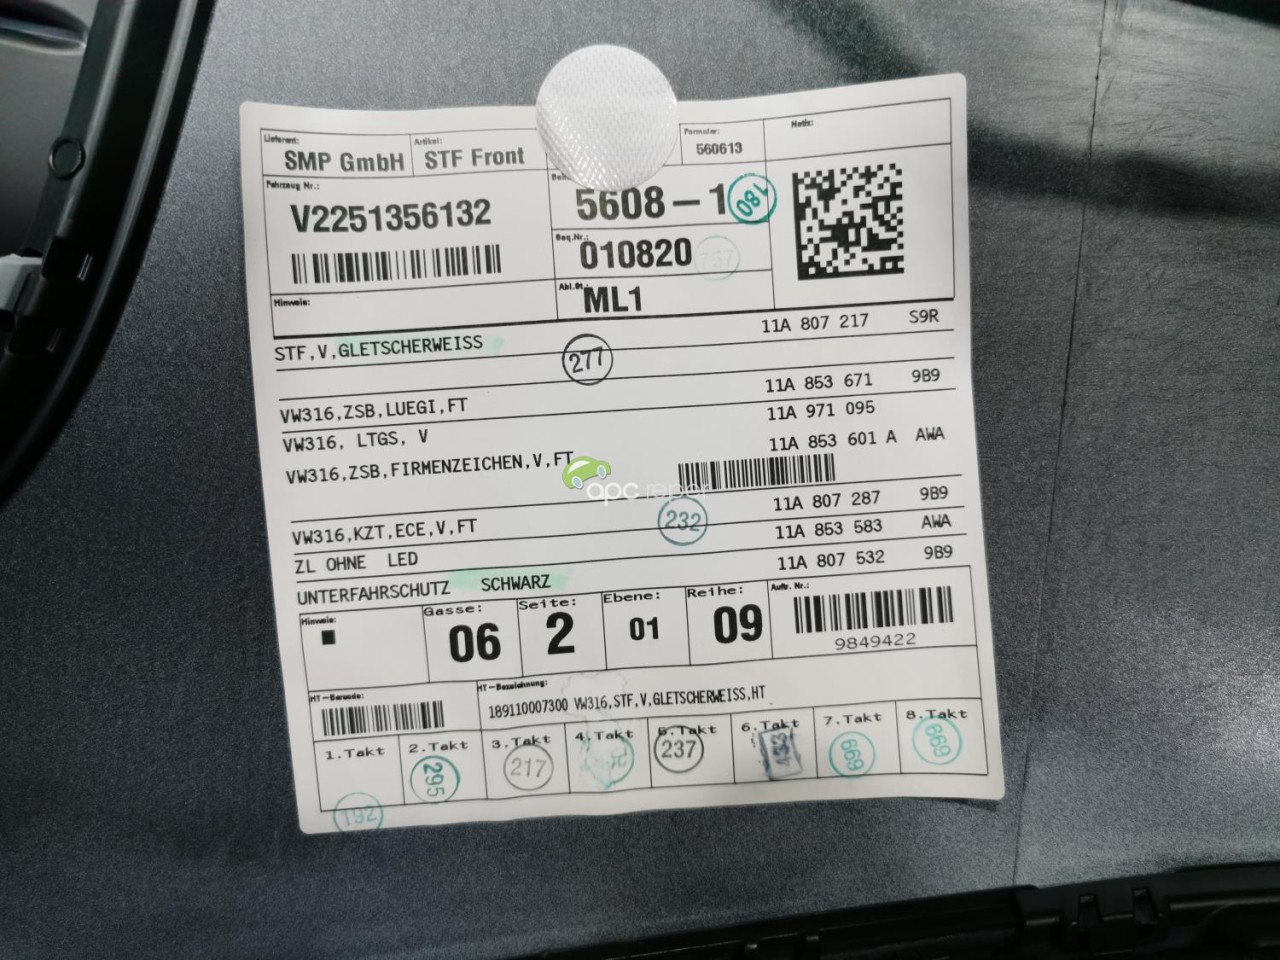 Lieferant: Artikel: Formular: Notiz:
SMP GmbH STF Front 560613
Fahrzeug Nr.:
V2251356132 5608-1 180
Seq.Nr.:
010820 757
Hinweis: Abl.St.:
ML1
STF,V,GLETSCHERWEISS 11A 807 217 S9R
277
VW316,ZSB,LUEGI,FT 11A 853 671 9B9
VW316, LTGS, V 11A 971 095
VW316,ZSB,FIRMENZEICHEN,V,FT 11A 853 601 A AWA
apc reper
VW316,KZT,ECE,V,FT 232 11A 807 287 9B9
ZL OHNE LED 11A 853 583 AWA
UNTERFAHRSCHUTZ SCHWARZ 11A 807 532 9B9
Hinweis: Gasse: Seite: Ebene: Reihe: Auftr. Nr.:
06 2 01 09
9849422
HT-Barcode: HT-Bezeichnung:
189110007300 VW316,STF,V,GLETSCHERWEISS,HT
1.Takt 2.Takt 3.Takt 4.Takt 5.Takt 6.Takt 7.Takt 8.Takt
192 295 217 237 669 669